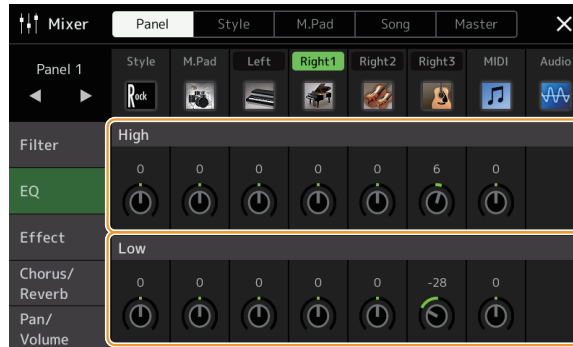 Mixer Panel Style M.Pad Song Master
Panel 1 Style M.Pad Left Right1 Right2 Right3 MIDI Audio
Rock
Filter
EQ
Effect
Chorus/
Reverb
Pan/
Volume
High
0 0 0 0 0 6 0
Low
0 0 0 0 0 -28 0